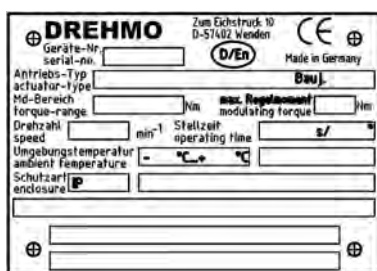 DREHMO Zum Eichstruck 10
D-57402 Wenden CE
Geräte-Nr.
serial-no. D/En Made in Germany
Antriebs-Typ Bauj.
actuator-type
Md-Bereich Nm max. Regelmoment Nm
torque-range modulating torque
Drehzahl min-1 Stellzeit s/ °
speed operating time
Umgebungstemperatur - °C...+ °C
ambient temperature
Schutzart IP
enclosure